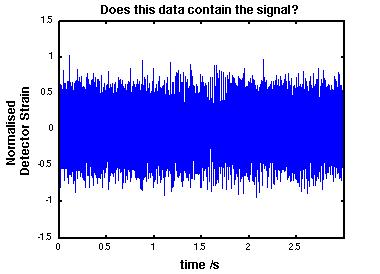 Does this data contain the signal?
1.5
1
0.5
0
-0.5
-1
-1.5
Normalised
Detector Strain
0 0.5 1 1.5 2 2.5
time /s